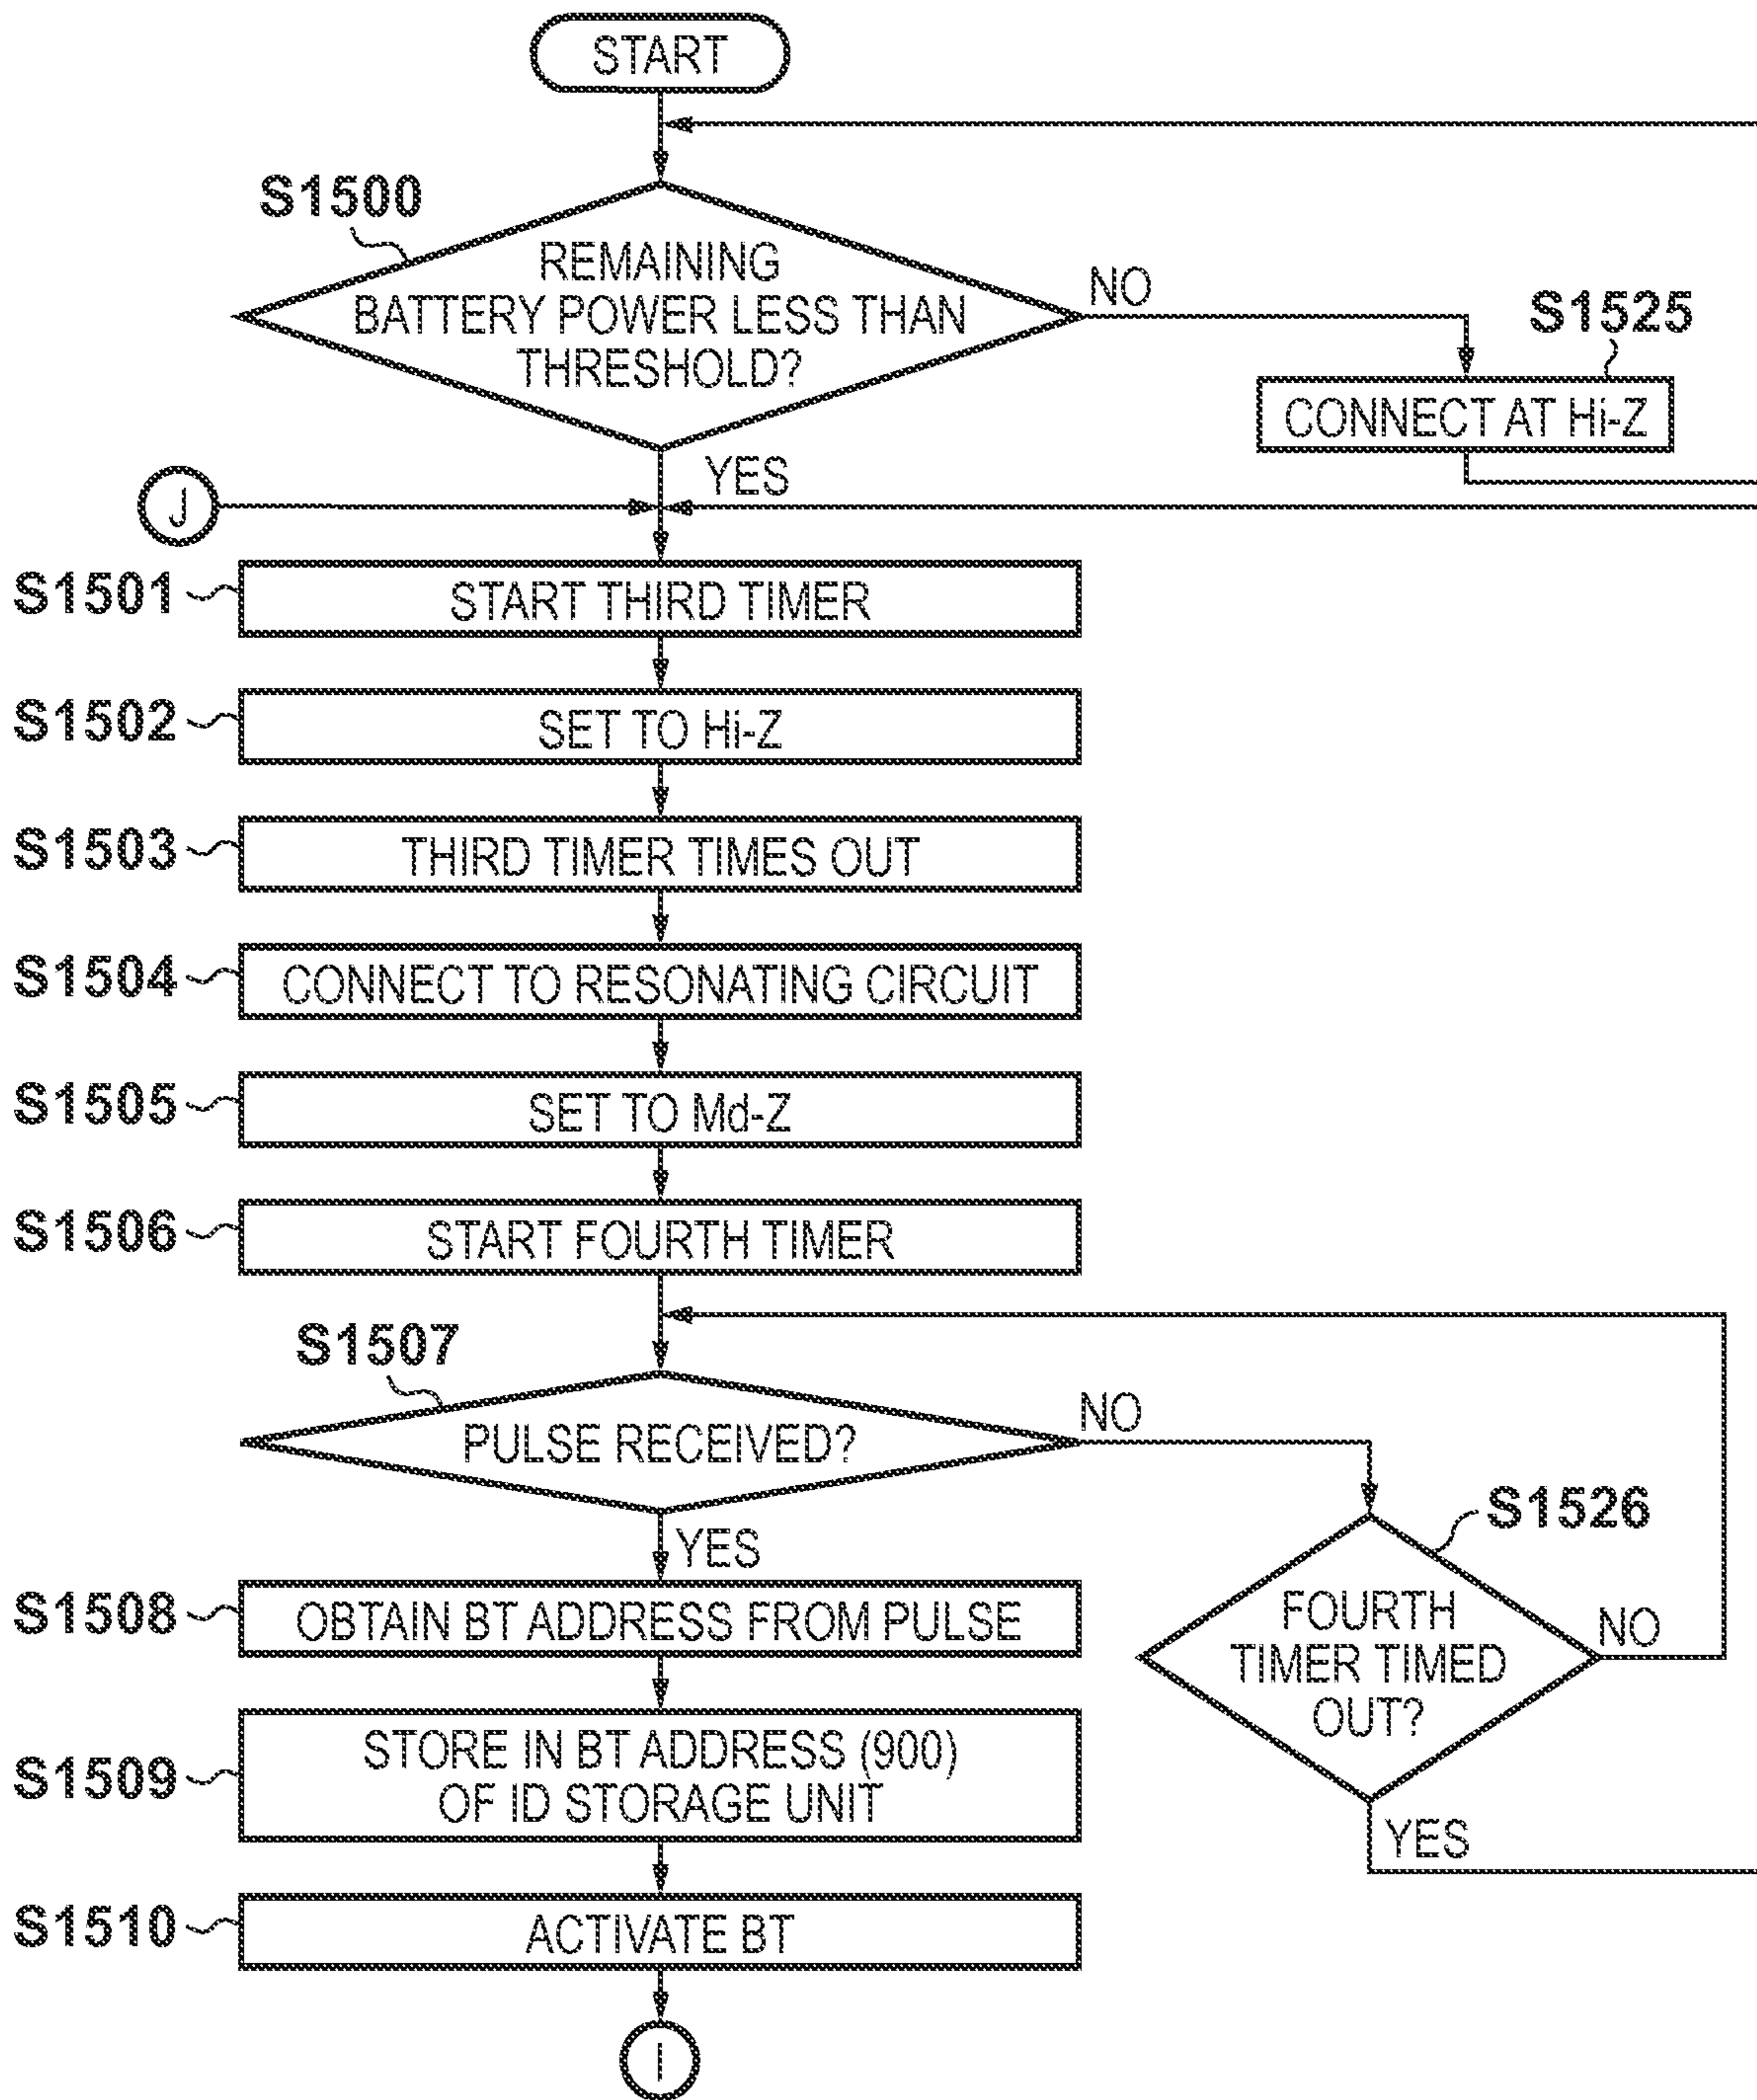 START
S1500
REMAINING
BATTERY POWER LESS THAN
THRESHOLD?
NO
S1525
CONNECT AT Hi-Z
YES
J
S1501
START THIRD TIMER
S1502
SET TO Hi-Z
S1503
THIRD TIMER TIMES OUT
S1504
CONNECT TO RESONATING CIRCUIT
S1505
SET TO Md-Z
S1506
START FOURTH TIMER
S1507
PULSE RECEIVED?
NO
YES
S1526
FOURTH
TIMER TIMED
OUT?
NO
YES
S1508
OBTAIN BT ADDRESS FROM PULSE
S1509
STORE IN BT ADDRESS (900)
OF ID STORAGE UNIT
S1510
ACTIVATE BT
I